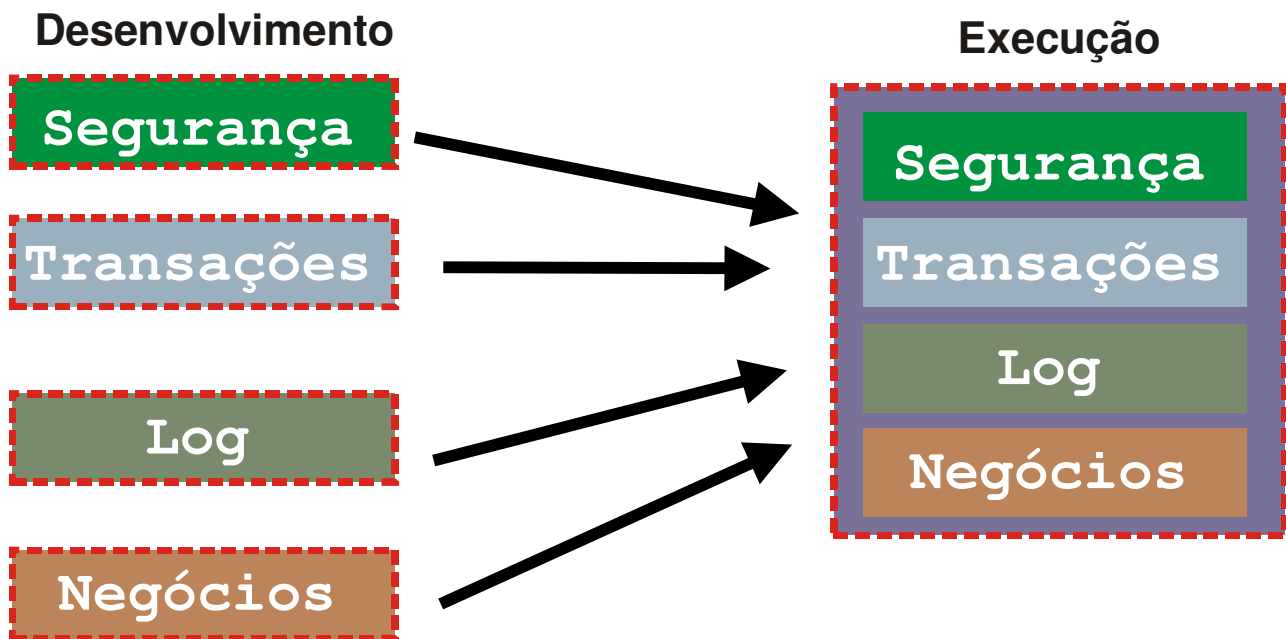 Desenvolvimento
Segurança
Transações
Log
Negócios
Execução
Segurança
Transações
Log
Negócios